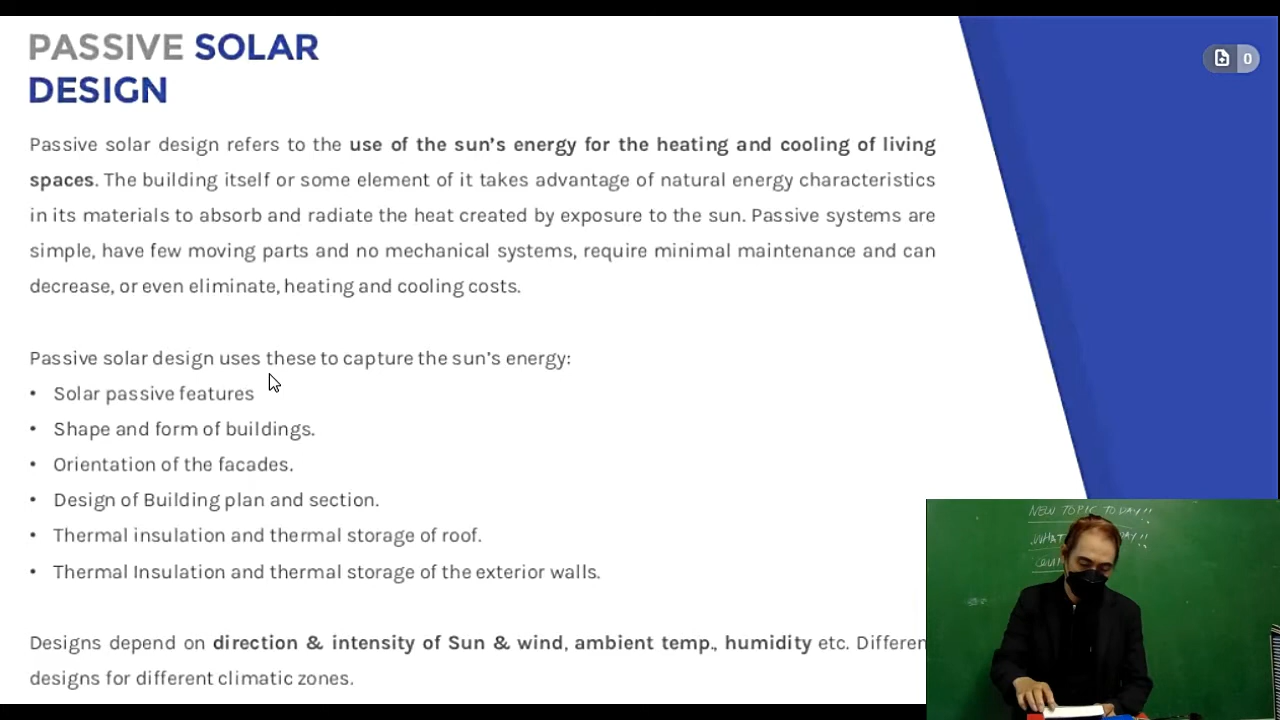 PASSIVE SOLAR
DESIGN
0
Passive solar design refers to the use of the sun's energy for the heating and cooling of living
spaces. The building itself or some element of it takes advantage of natural energy characteristics
in its materials to absorb and radiate the heat created by exposure to the sun. Passive systems are
simple, have few moving parts and no mechanical systems, require minimal maintenance and can
decrease, or even eliminate, heating and cooling costs.
Passive solar design uses these to capture the sun's energy:
• Solar passive features
• Shape and form of buildings.
• Orientation of the facades.
• Design of Building plan and section.
• Thermal insulation and thermal storage of roof.
• Thermal Insulation and thermal storage of the exterior walls.
Designs depend on direction & intensity of Sun & wind, ambient temp., humidity etc. Differen
designs for different climatic zones.
NEW TOPIC TODAY!!
WHAT